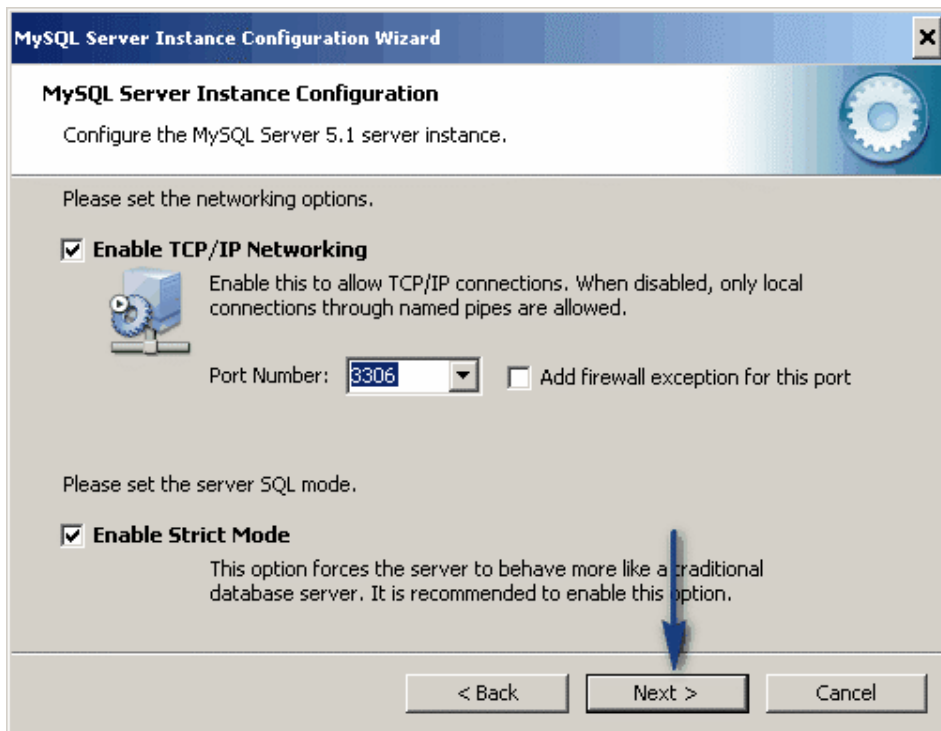 MySQL Server Instance Configuration Wizard
MySQL Server Instance Configuration
Configure the MySQL Server 5.1 server instance.
Please set the networking options.
Enable TCP/IP Networking
Enable this to allow TCP/IP connections. When disabled, only local
connections through named pipes are allowed.
Port Number: 3306 Add firewall exception for this port
Please set the server SQL mode.
Enable Strict Mode
This option forces the server to behave more like a traditional
database server. It is recommended to enable this option.
< Back Next > Cancel